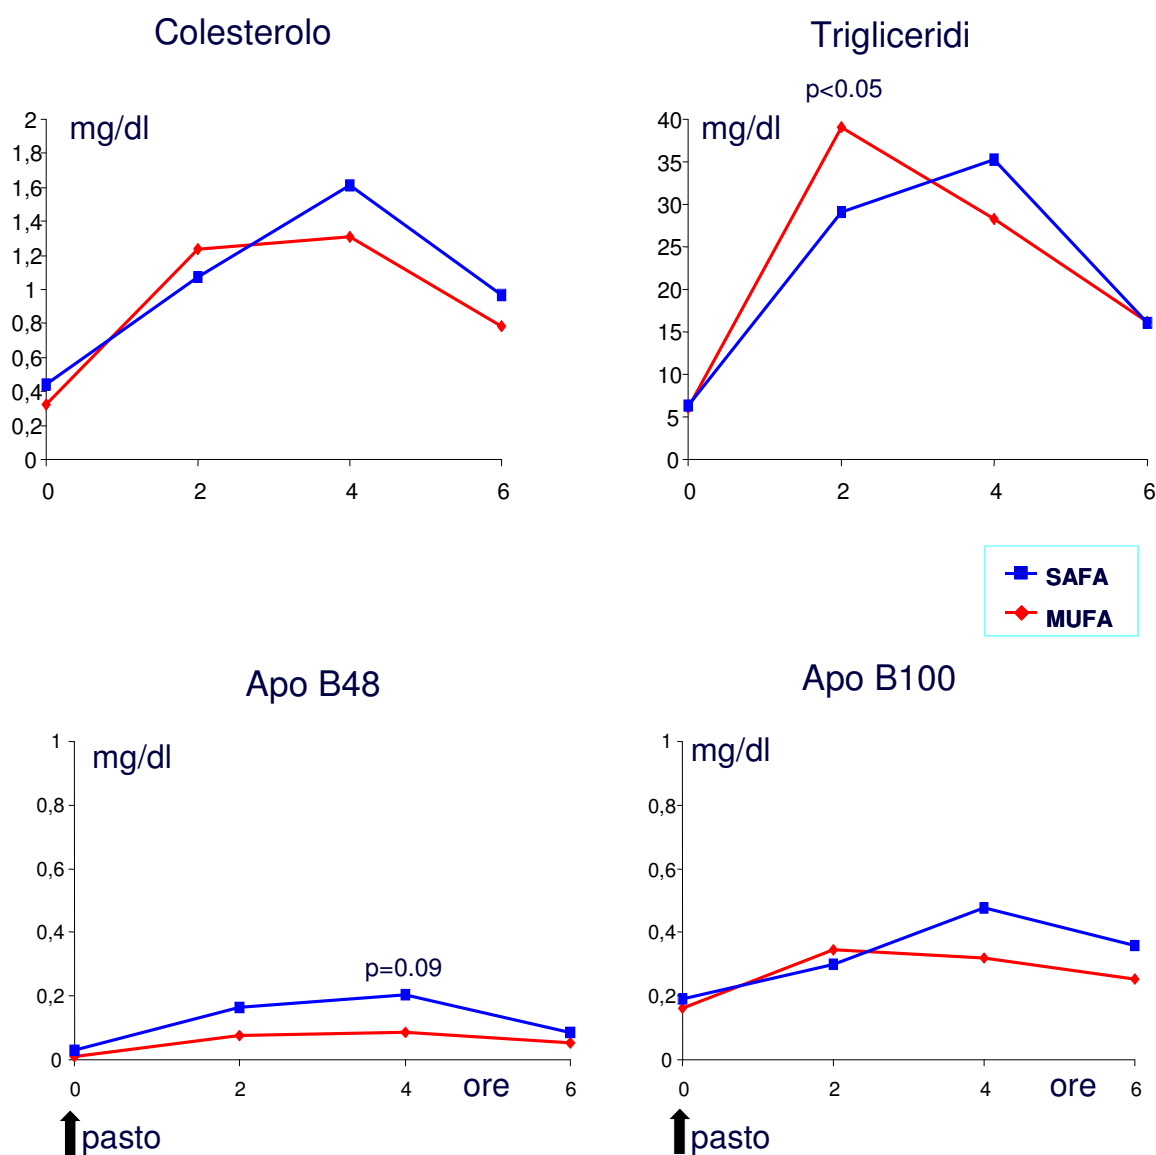 Colesterolo
mg/dl
2
1,8
1,6
1,4
1,2
1
0,8
0,6
0,4
0,2
0
0 2 4 6
Trigliceridi
p<0.05
mg/dl
40
35
30
25
20
15
10
5
0
0 2 4 6
SAFA
MUFA
Apo B48
mg/dl
1
0,8
0,6
0,4
0,2
0
p=0.09
0 2 4 ore 6
pasto
Apo B100
mg/dl
1
0,8
0,6
0,4
0,2
0
0 2 4 ore 6
pasto